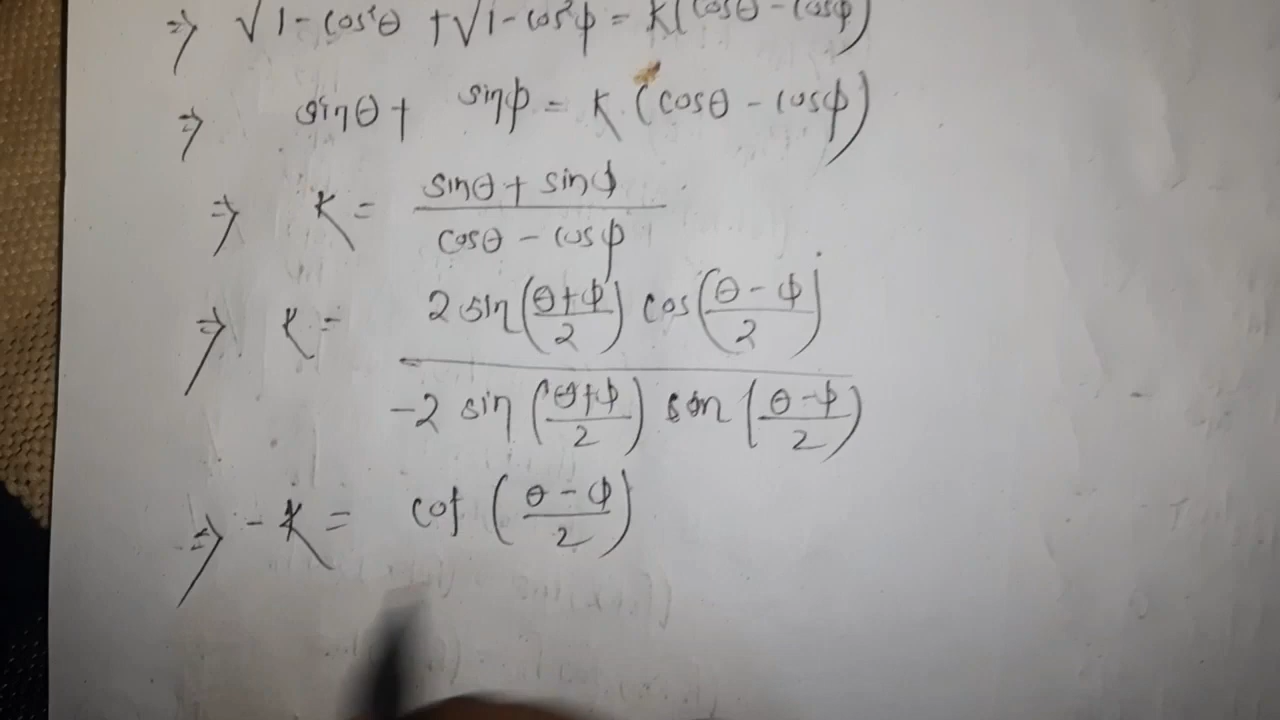 ⇒ √1-cos²θ + √1-cos²φ = K(cosθ - cosφ)
⇒ sinθ + sinφ = K (cosθ - cosφ)
⇒ K = sinθ + sinφ / cosθ - cosφ
⇒ K = 2 sin(θ+φ/2) cos(θ-φ/2) / -2 sin(θ+φ/2) sin(θ-φ/2)
⇒ -K = cot(θ-φ/2)